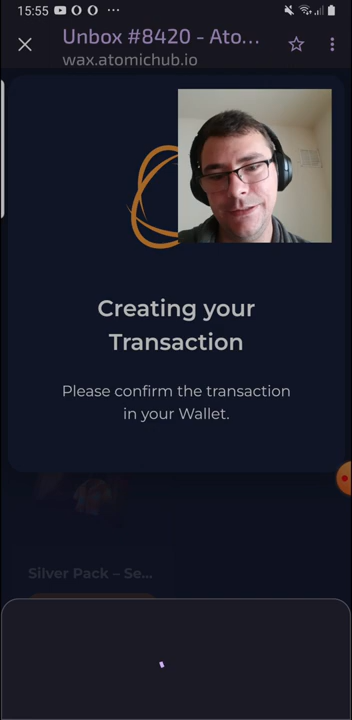 15:55
Unbox #8420 - Ato...
wax.atomichub.io
Creating your
Transaction
Please confirm the transaction
in your Wallet.
Silver Pack – Se...